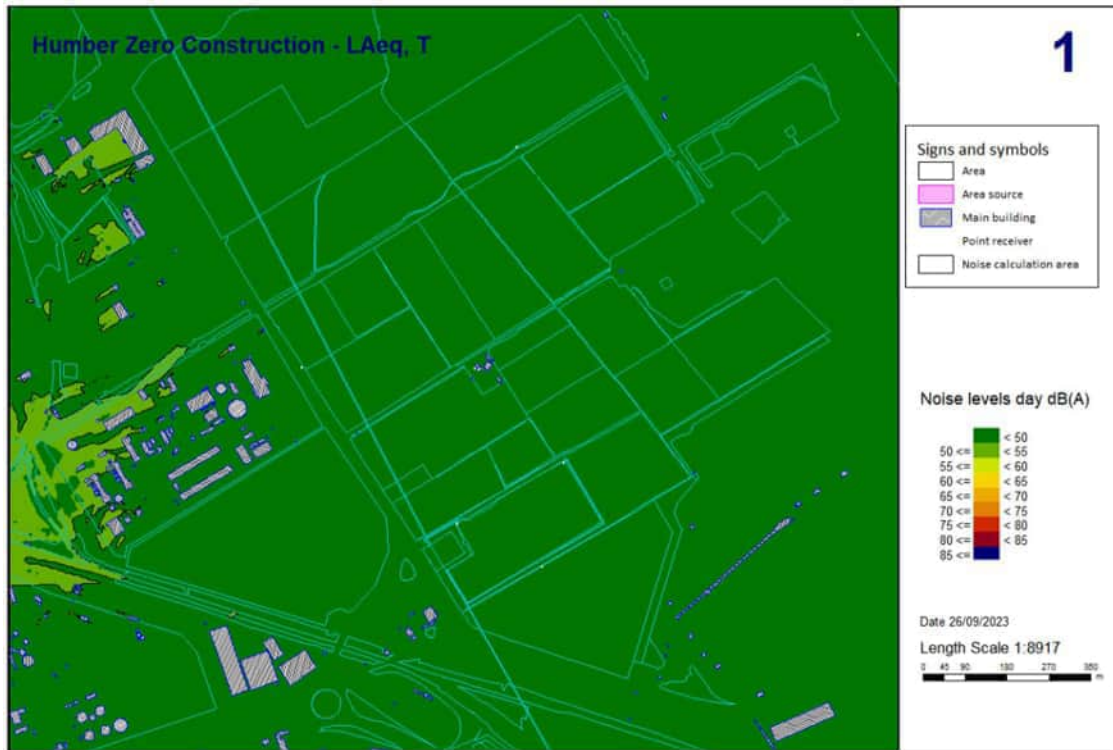 Humber Zero Construction - LAeq, T
1
Signs and symbols
Area
Area source
Main building
Point receiver
Noise calculation area
Noise levels day dB(A)
< 50
50 <= < 55
55 <= < 60
60 <= < 65
65 <= < 70
70 <= < 75
75 <= < 80
80 <= < 85
85 <=
Date 26/09/2023
Length Scale 1:8917
0 45 90 180 270 360
m